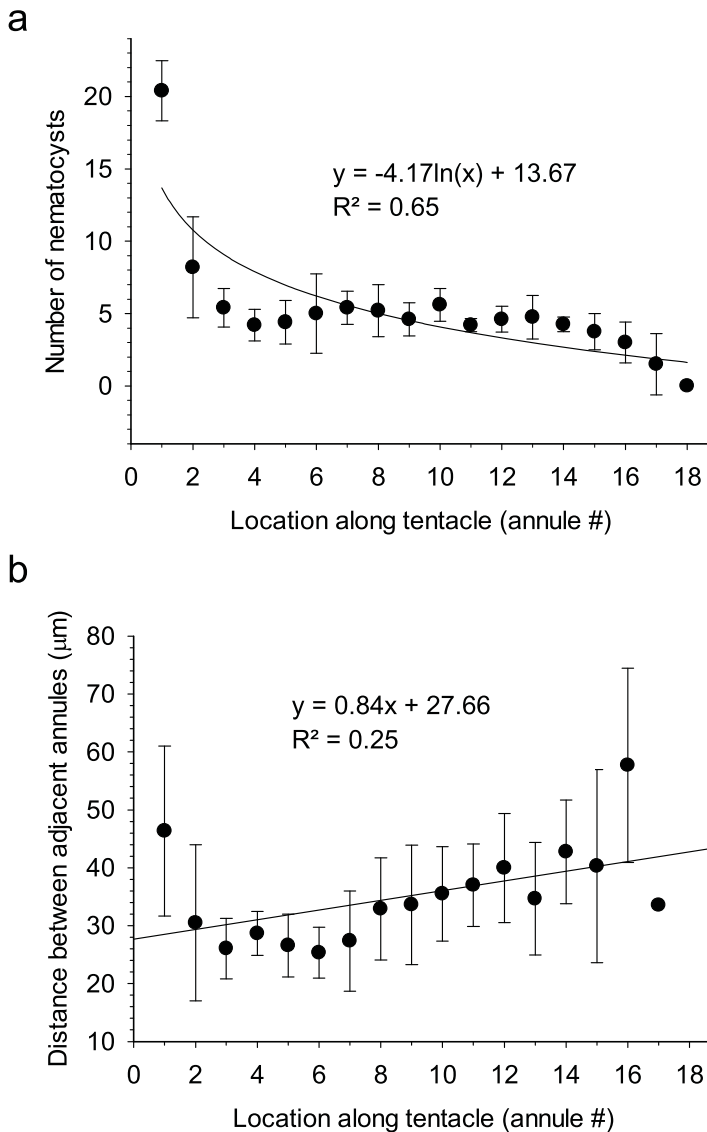 a
Number of nematocysts
20
15
10
5
0
y = -4.17ln(x) + 13.67
R² = 0.65
0 2 4 6 8 10 12 14 16 18
Location along tentacle (annule #)
b
Distance between adjacent annules (μm)
80
70
60
50
40
30
20
10
y = 0.84x + 27.66
R² = 0.25
0 2 4 6 8 10 12 14 16 18
Location along tentacle (annule #)